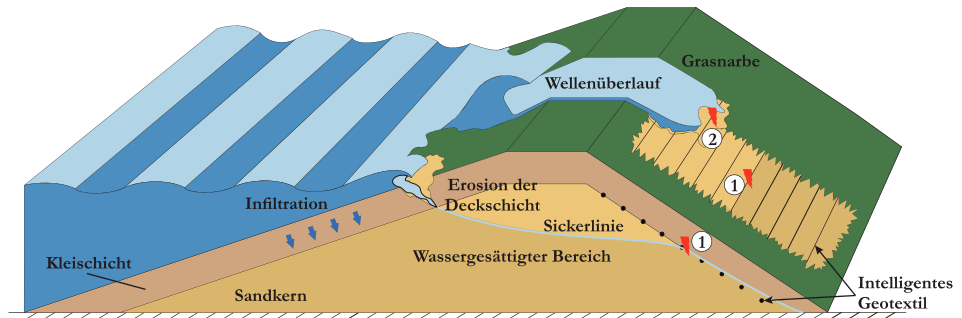 Grasnarbe
Wellenüberlauf
2
1
Erosion der
Deckschicht
Infiltration
Sickerlinie
1
Wassergesättigter Bereich
Kleischicht
Sandkern
Intelligentes
Geotextil